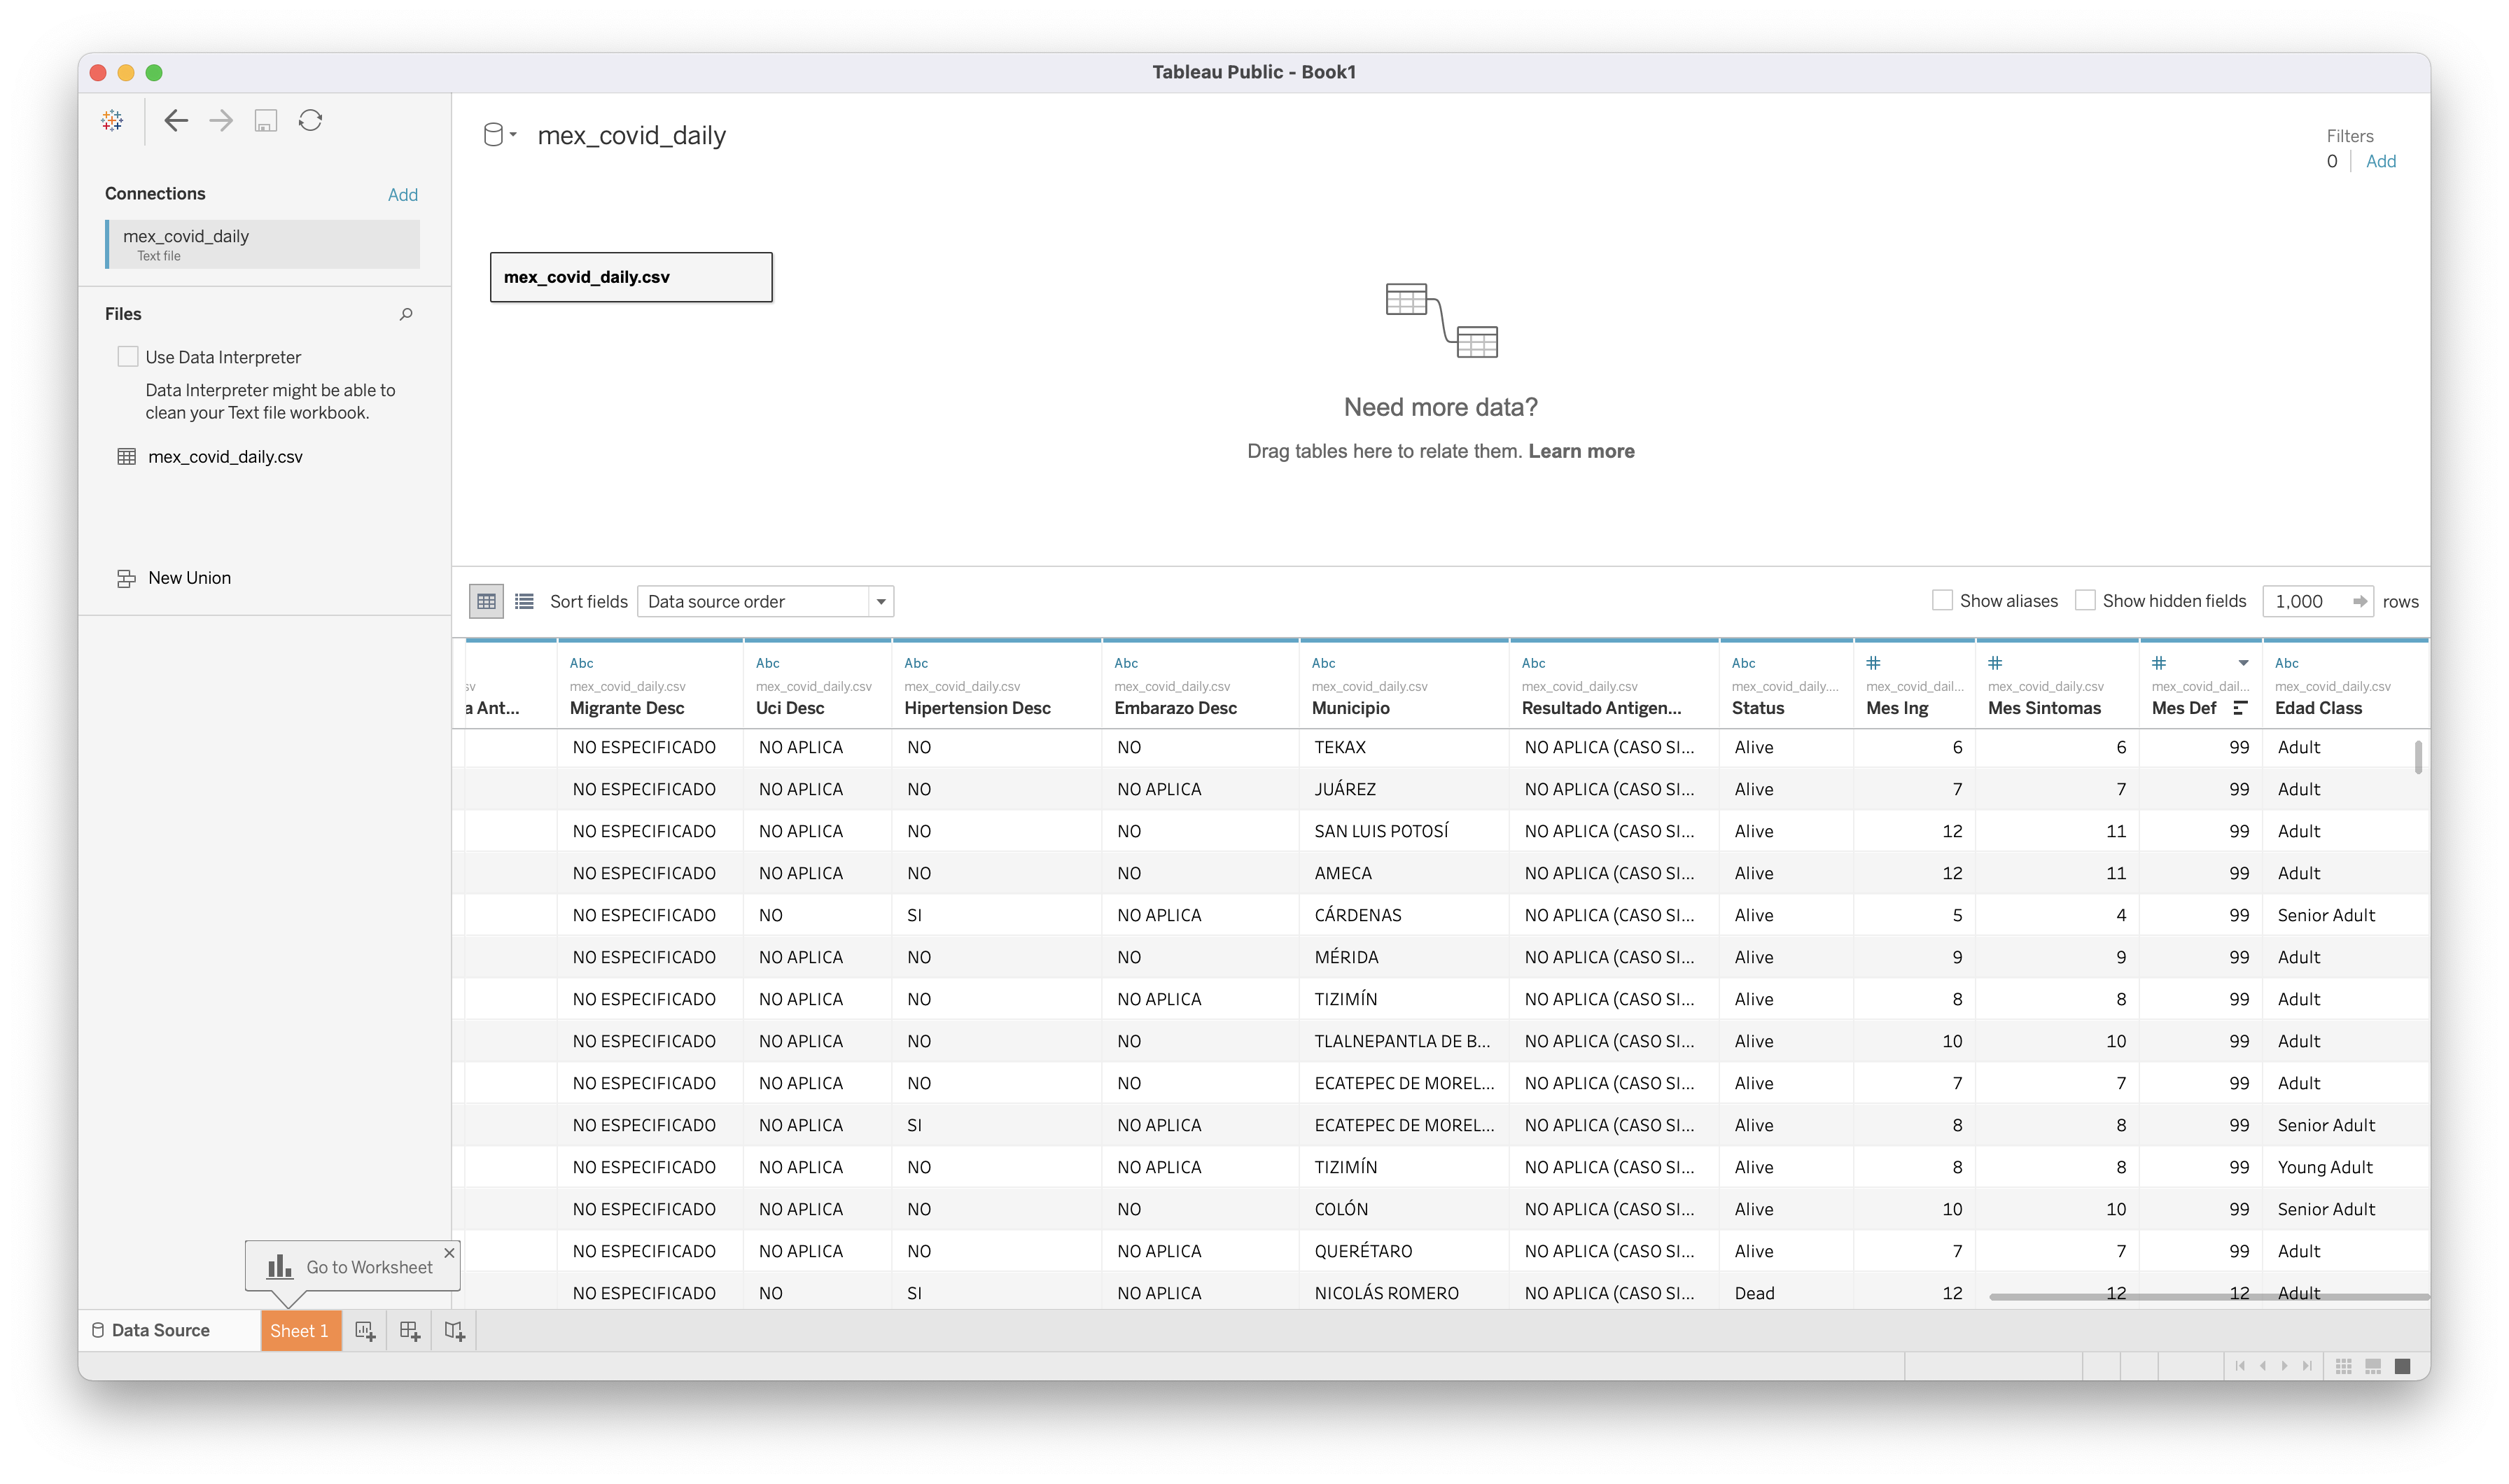 Tableau Public - Book1
mex_covid_daily
Filters
0 Add
Connections Add
mex_covid_daily
Text file
mex_covid_daily.csv
Files
Use Data Interpreter
Data Interpreter might be able to
clean your Text file workbook.
mex_covid_daily.csv
New Union
Need more data?
Drag tables here to relate them. Learn more
Sort fields Data source order Show aliases Show hidden fields 1,000 rows
Abc Abc Abc Abc Abc Abc Abc # # # Abc
sv mex_covid_daily.csv mex_covid_daily.csv mex_covid_daily.csv mex_covid_daily.csv mex_covid_daily.csv mex_covid_daily.csv mex_covid_daily.... mex_covid_dail... mex_covid_daily.csv mex_covid_dail... mex_covid_daily.csv
a Ant... Migrante Desc Uci Desc Hipertension Desc Embarazo Desc Municipio Resultado Antigen... Status Mes Ing Mes Sintomas Mes Def Edad Class
NO ESPECIFICADO NO APLICA NO NO TEKAX NO APLICA (CASO SI... Alive 6 6 99 Adult
NO ESPECIFICADO NO APLICA NO NO APLICA JUÁREZ NO APLICA (CASO SI... Alive 7 7 99 Adult
NO ESPECIFICADO NO APLICA NO NO SAN LUIS POTOSÍ NO APLICA (CASO SI... Alive 12 11 99 Adult
NO ESPECIFICADO NO APLICA NO NO AMECA NO APLICA (CASO SI... Alive 12 11 99 Adult
NO ESPECIFICADO NO SI NO APLICA CÁRDENAS NO APLICA (CASO SI... Alive 5 4 99 Senior Adult
NO ESPECIFICADO NO APLICA NO NO MÉRIDA NO APLICA (CASO SI... Alive 9 9 99 Adult
NO ESPECIFICADO NO APLICA NO NO APLICA TIZIMÍN NO APLICA (CASO SI... Alive 8 8 99 Adult
NO ESPECIFICADO NO APLICA NO NO TLALNEPANTLA DE B... NO APLICA (CASO SI... Alive 10 10 99 Adult
NO ESPECIFICADO NO APLICA NO NO ECATEPEC DE MOREL... NO APLICA (CASO SI... Alive 7 7 99 Adult
NO ESPECIFICADO NO APLICA SI NO APLICA ECATEPEC DE MOREL... NO APLICA (CASO SI... Alive 8 8 99 Senior Adult
NO ESPECIFICADO NO APLICA NO NO APLICA TIZIMÍN NO APLICA (CASO SI... Alive 8 8 99 Young Adult
NO ESPECIFICADO NO APLICA NO NO COLÓN NO APLICA (CASO SI... Alive 10 10 99 Senior Adult
NO ESPECIFICADO NO APLICA NO NO APLICA QUERÉTARO NO APLICA (CASO SI... Alive 7 7 99 Adult
NO ESPECIFICADO NO SI NO APLICA NICOLÁS ROMERO NO APLICA (CASO SI... Dead 12 12 12 Adult
Go to Worksheet
Data Source Sheet 1